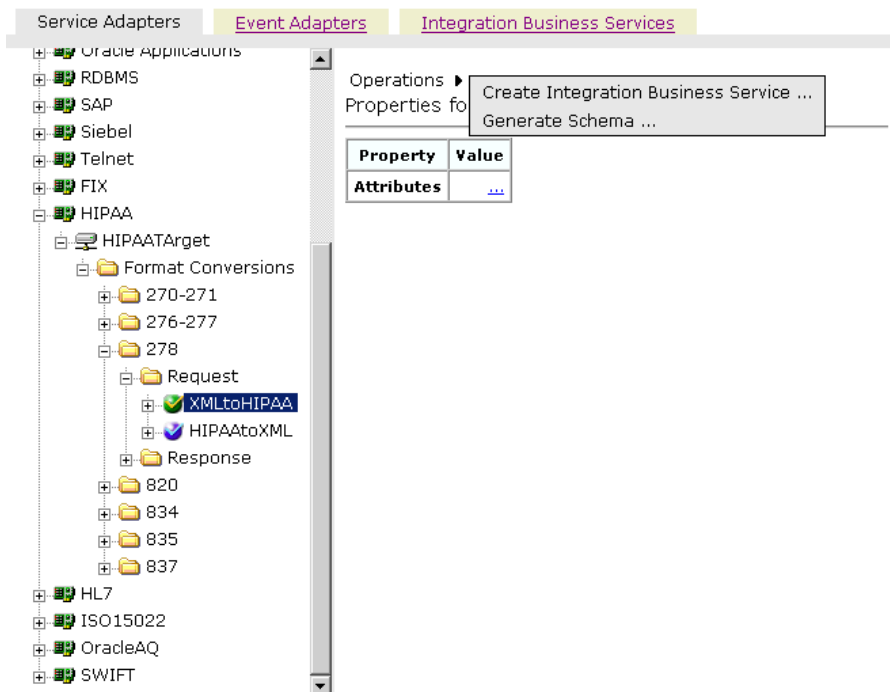 Service Adapters
Event Adapters
Integration Business Services
Oracle Applications
RDBMS
SAP
Siebel
Telnet
FIX
HIPAA
HIPAATArget
Format Conversions
270-271
276-277
278
Request
XMLtoHIPAA
HIPAAtoXML
Response
820
834
835
837
HL7
ISO15022
OracleAQ
SWIFT
Operations
Create Integration Business Service ...
Properties fo
Generate Schema ...
Property Value
Attributes ...